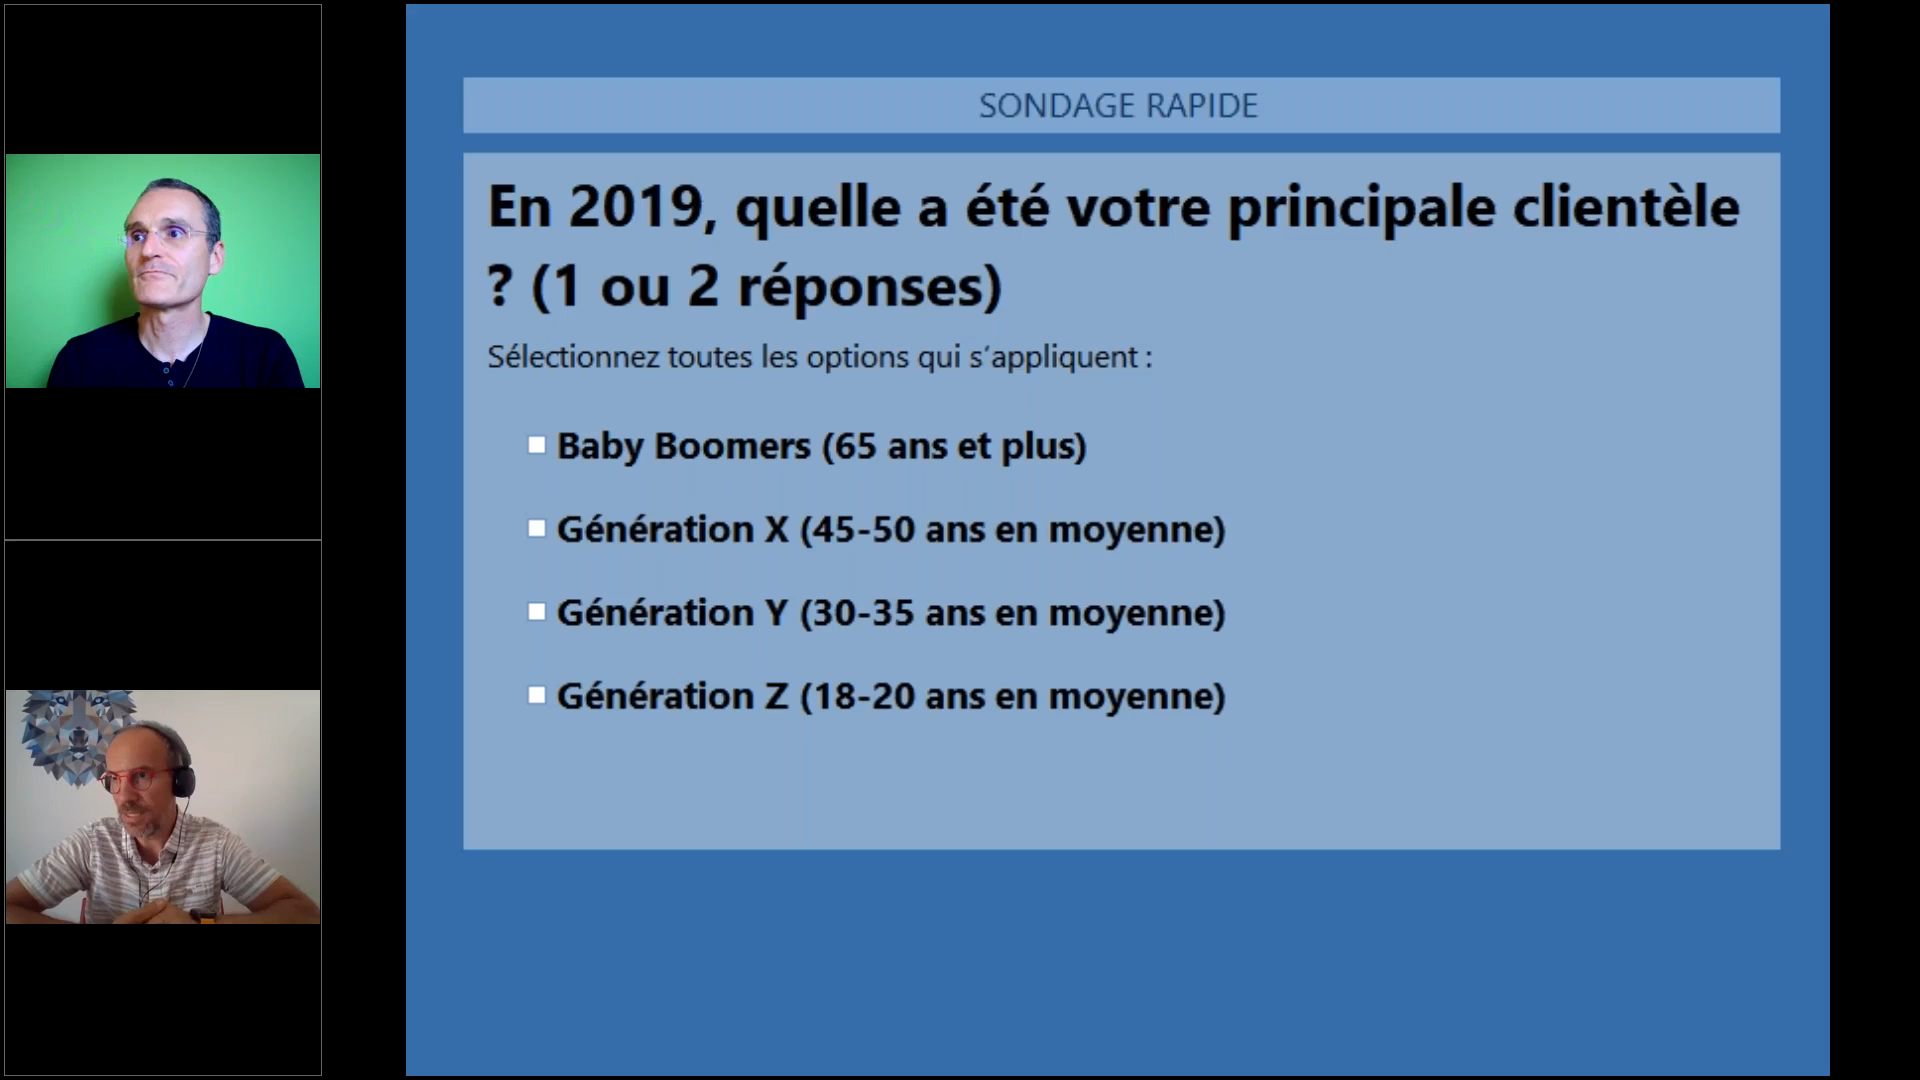 SONDAGE RAPIDE
En 2019, quelle a été votre principale clientèle
? (1 ou 2 réponses)
Sélectionnez toutes les options qui s’appliquent :
Baby Boomers (65 ans et plus)
Génération X (45-50 ans en moyenne)
Génération Y (30-35 ans en moyenne)
Génération Z (18-20 ans en moyenne)